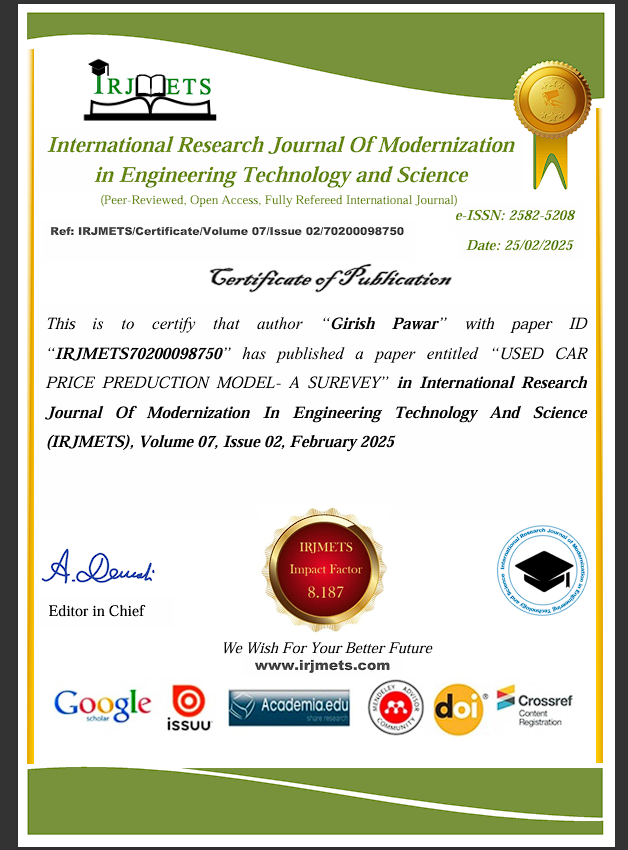 IRJMETS
International Research Journal Of Modernization
in Engineering Technology and Science
(Peer-Reviewed, Open Access, Fully Refereed International Journal)
e-ISSN: 2582-5208
Ref: IRJMETS/Certificate/Volume 07/Issue 02/70200098750
Date: 25/02/2025
Certificate of Publication
This is to certify that author “Girish Pawar” with paper ID
“IRJMETS70200098750” has published a paper entitled “USED CAR
PRICE PREDUCTION MODEL- A SUREVEY” in International Research
Journal Of Modernization In Engineering Technology And Science
(IRJMETS), Volume 07, Issue 02, February 2025
IRJMETS
Impact Factor
8.187
International Research Journal of Modernization in Engineering Technology and Science
Editor in Chief
We Wish For Your Better Future
www.irjmets.com
Google
scholar
issuu
Academia.edu
share research
MENDELEY ADVISOR
COMMUNITY
doi®
Crossref
Content
Registration